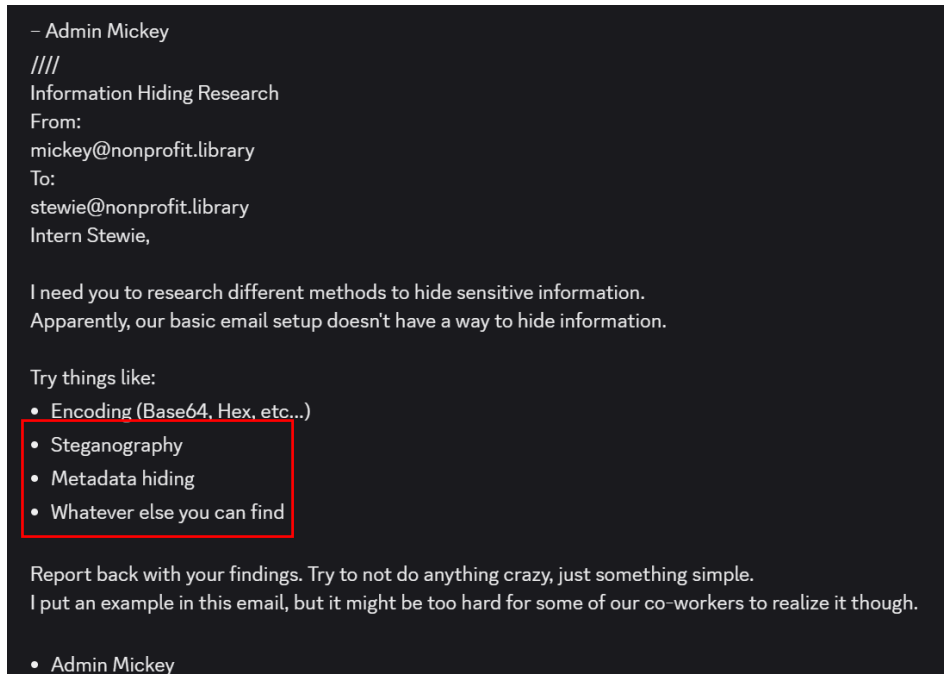 – Admin Mickey
////
Information Hiding Research
From:
mickey@nonprofit.library
To:
stewie@nonprofit.library
Intern Stewie,
I need you to research different methods to hide sensitive information.
Apparently, our basic email setup doesn't have a way to hide information.
Try things like:
• Encoding (Base64, Hex, etc...)
• Steganography
• Metadata hiding
• Whatever else you can find
Report back with your findings. Try to not do anything crazy, just something simple.
I put an example in this email, but it might be too hard for some of our co-workers to realize it though.
• Admin Mickey